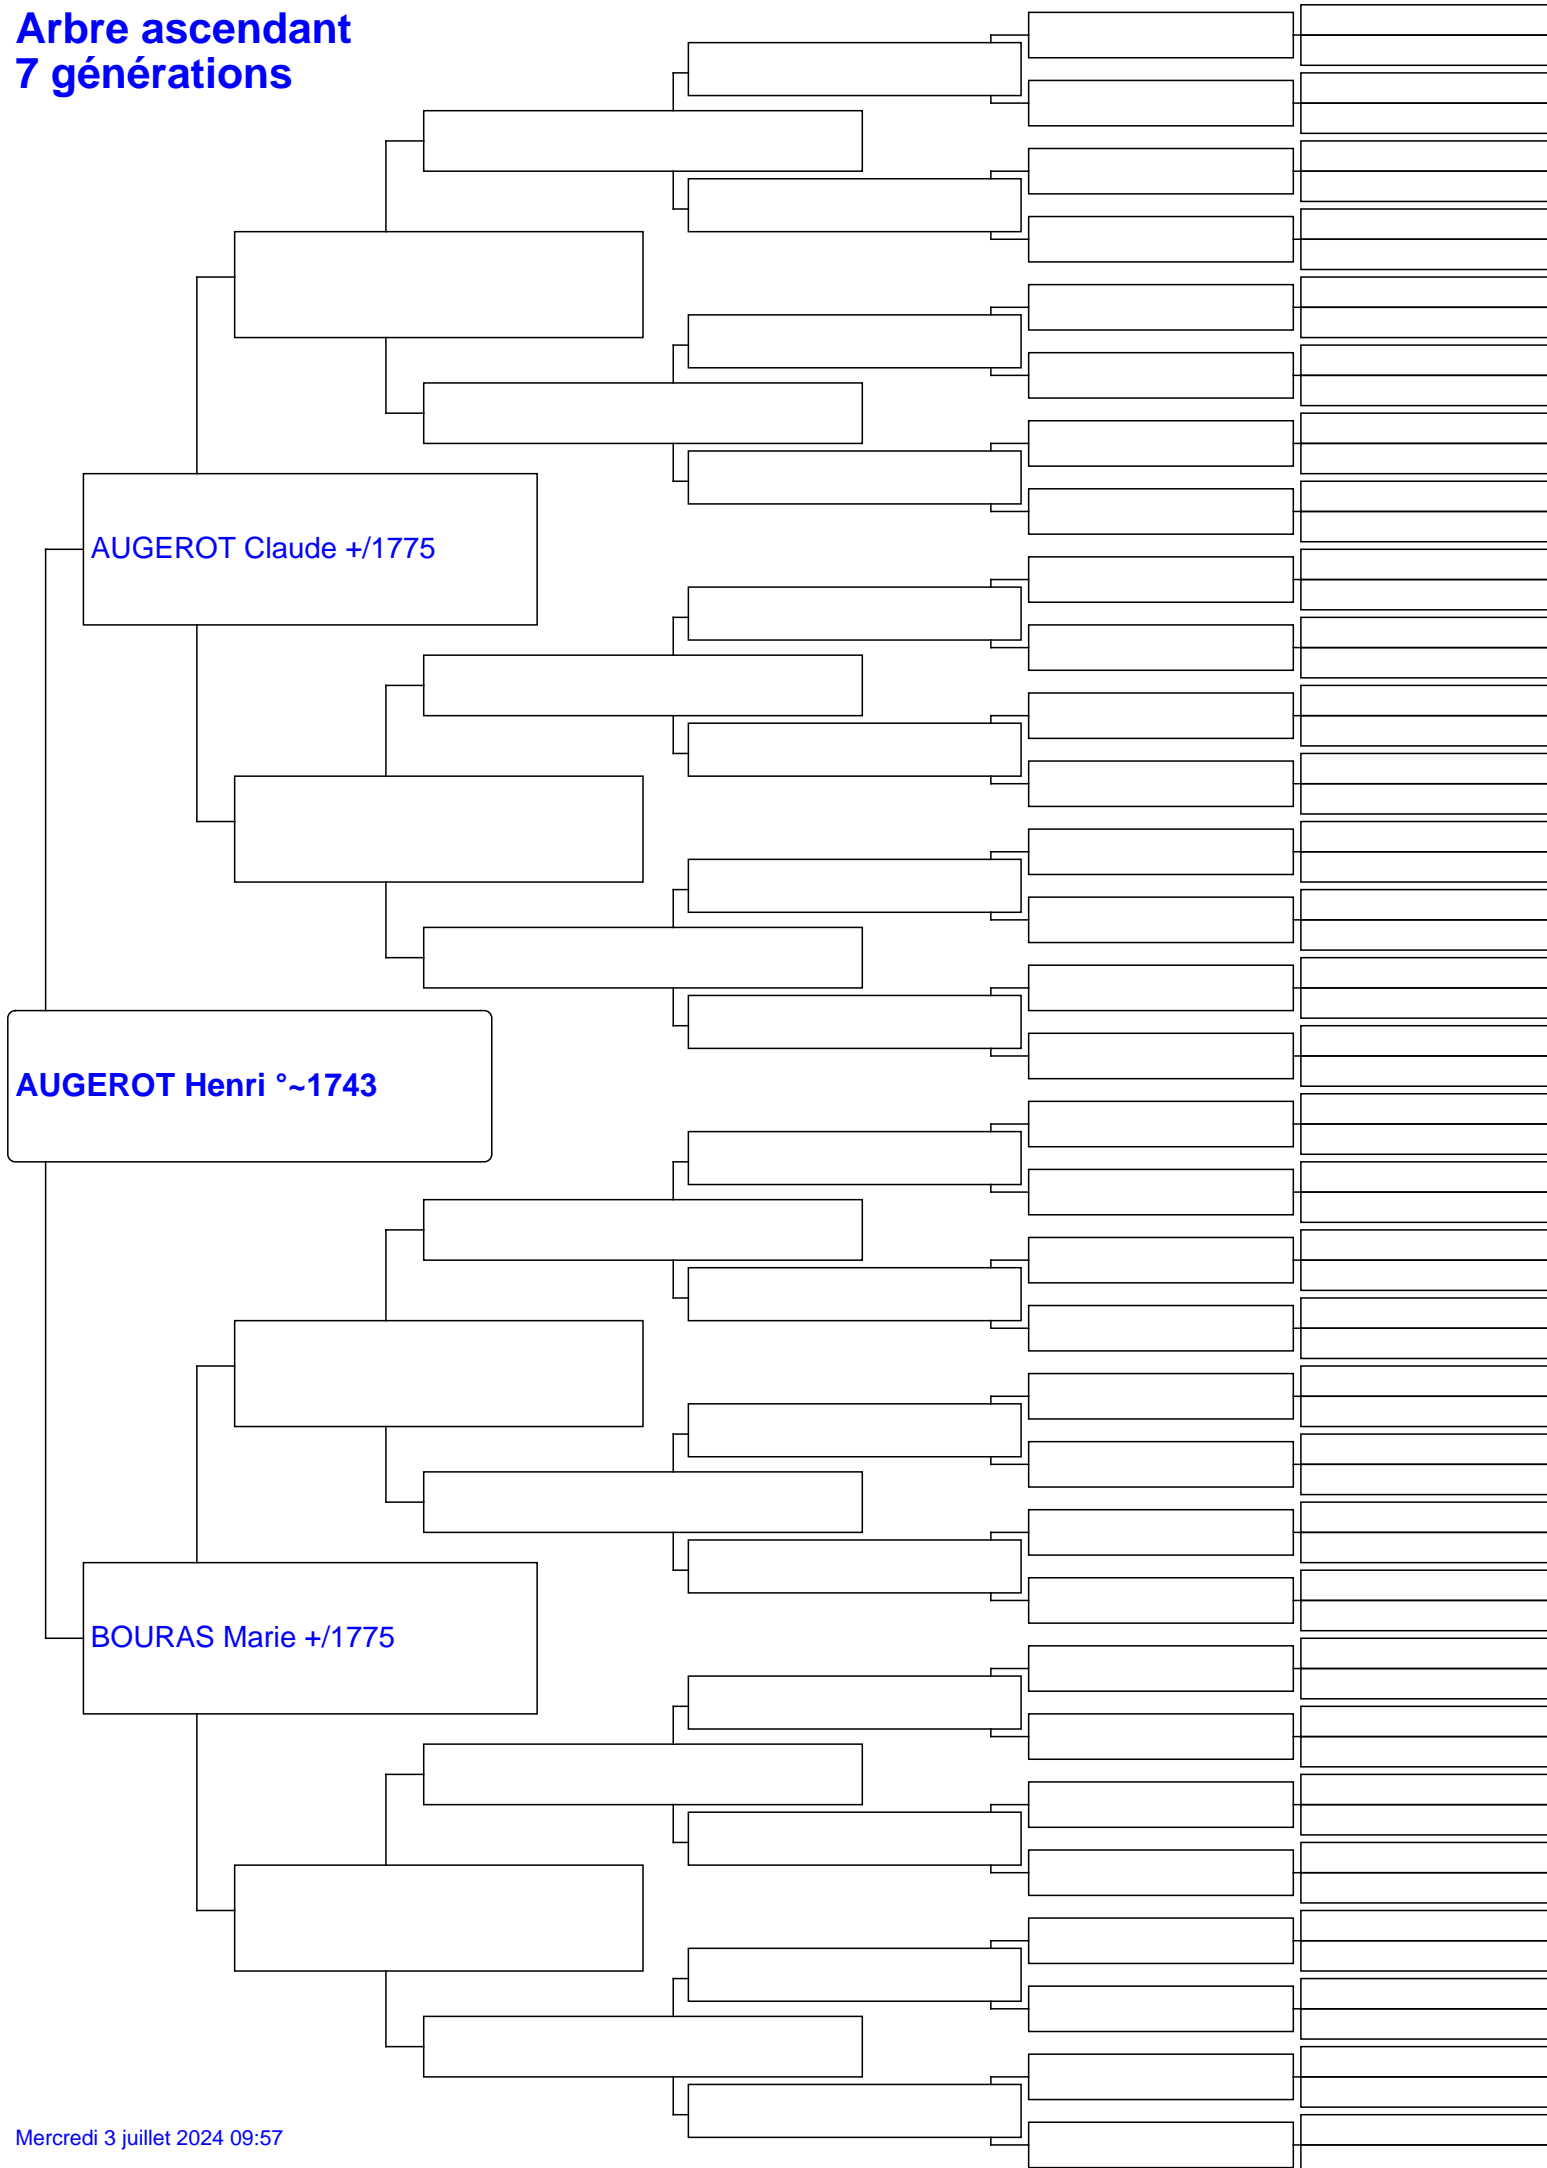 Arbre ascendant
7 générations
AUGEROT Claude +/1775
AUGEROT Henri °~1743
BOURAS Marie +/1775
Mercredi 3 juillet 2024 09:57